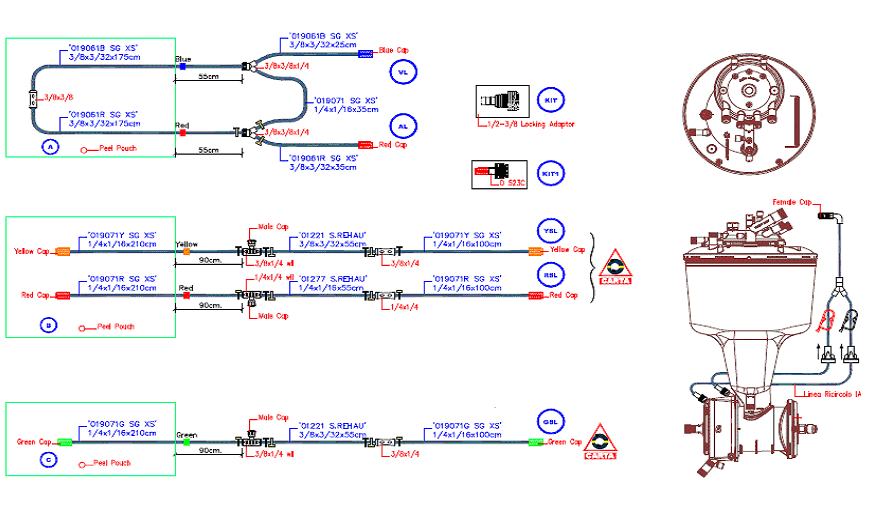 "019061B SG XS"
3/8x3/32x175cm
Blue
55cm
"019061B SG XS"
3/8x3/32x25cm
Blue Cap
3/8x3/8x1/4
VL
3/8x3/8
"019071 SG XS"
1/4x1/16x35cm
"019061R SG XS"
3/8x3/32x175cm
Red
55cm
3/8x3/8x1/4
AL
Red Cap
"019061R SG XS"
3/8x3/32x35cm
A
Peel Pouch
KIT
1/2-3/8 Locking Adaptor
KIT1
D 523C
Yellow Cap
"019071Y SG XS"
1/4x1/16x210cm
Yellow
90cm.
Male Cap
3/8x1/4 wll
"01221 S.REHAU"
3/8x3/32x55cm
3/8x1/4
"019071Y SG XS"
1/4x1/16x100cm
YSL
Yellow Cap
Red Cap
"019071R SG XS"
1/4x1/16x210cm
Red
90cm.
1/4x1/4 wll
Male Cap
"01277 S.REHAU"
1/4x1/16x55cm
1/4x1/4
"019071R SG XS"
1/4x1/16x100cm
RSL
Red Cap
CARTA
B
Peel Pouch
Green Cap
"019071G SG XS"
1/4x1/16x210cm
Green
90cm.
Male Cap
3/8x1/4 wll
"01221 S.REHAU"
3/8x3/32x55cm
3/8x1/4
"019071G SG XS"
1/4x1/16x100cm
GSL
Green Cap
CARTA
C
Peel Pouch
Female Cap
Linea Ricircolo IA